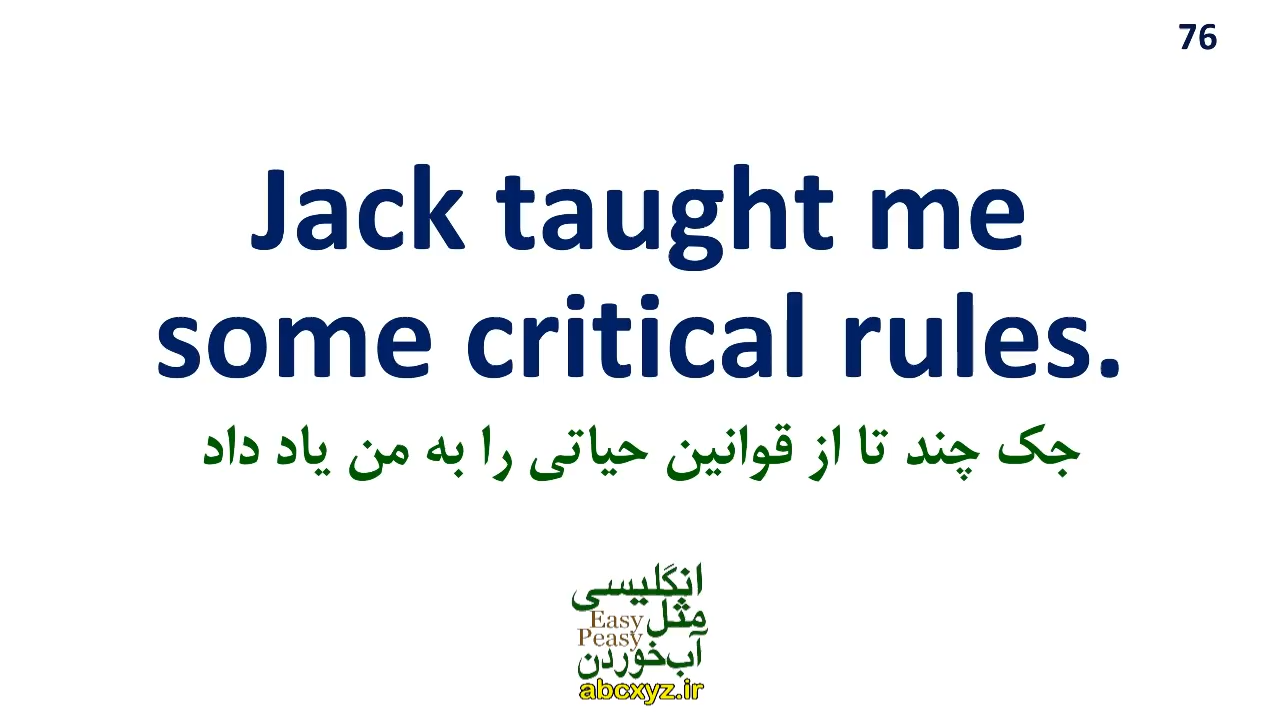 76
Jack taught me
some critical rules.
جک چند تا از قوانین حیاتی را به من یاد داد
انگلیسی
مثل
Easy
Peasy
آب‌خوردن
abcxyz.ir